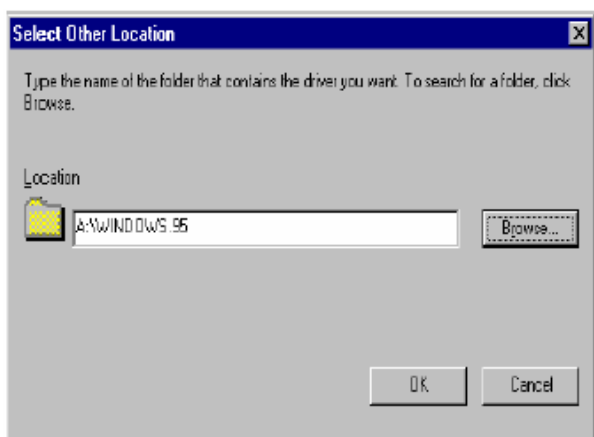 Select Other Location
Type the name of the folder that contains the driver you want. To search for a folder, click
Browse.
Location
A:\WINDOWS.95
Browse...
OK
Cancel